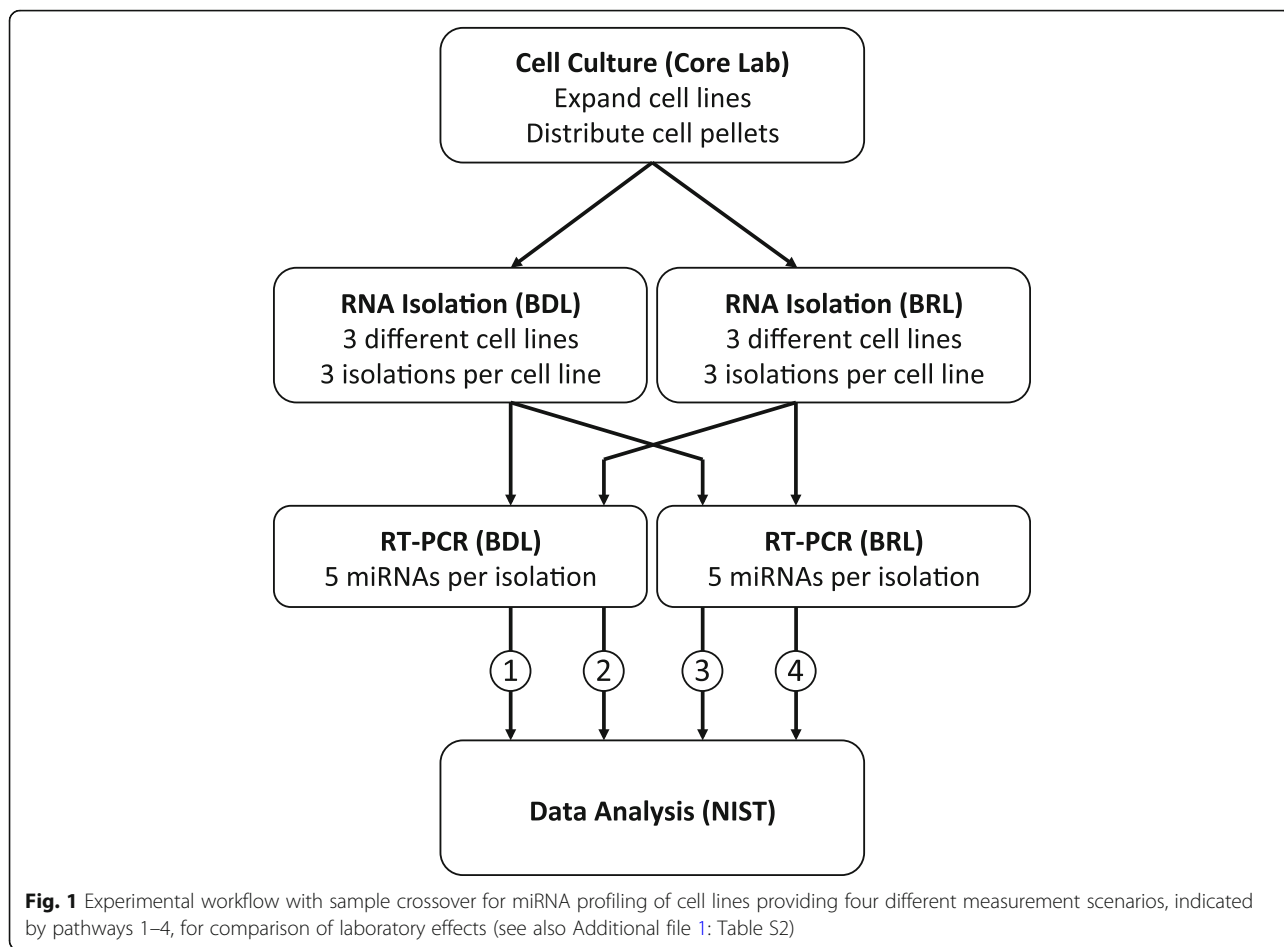 Cell Culture (Core Lab)
Expand cell lines
Distribute cell pellets
RNA Isolation (BDL)
3 different cell lines
3 isolations per cell line
RNA Isolation (BRL)
3 different cell lines
3 isolations per cell line
RT-PCR (BDL)
5 miRNAs per isolation
RT-PCR (BRL)
5 miRNAs per isolation
1
2
3
4
Data Analysis (NIST)
Fig. 1 Experimental workflow with sample crossover for miRNA profiling of cell lines providing four different measurement scenarios, indicated
by pathways 1–4, for comparison of laboratory effects (see also Additional file 1: Table S2)